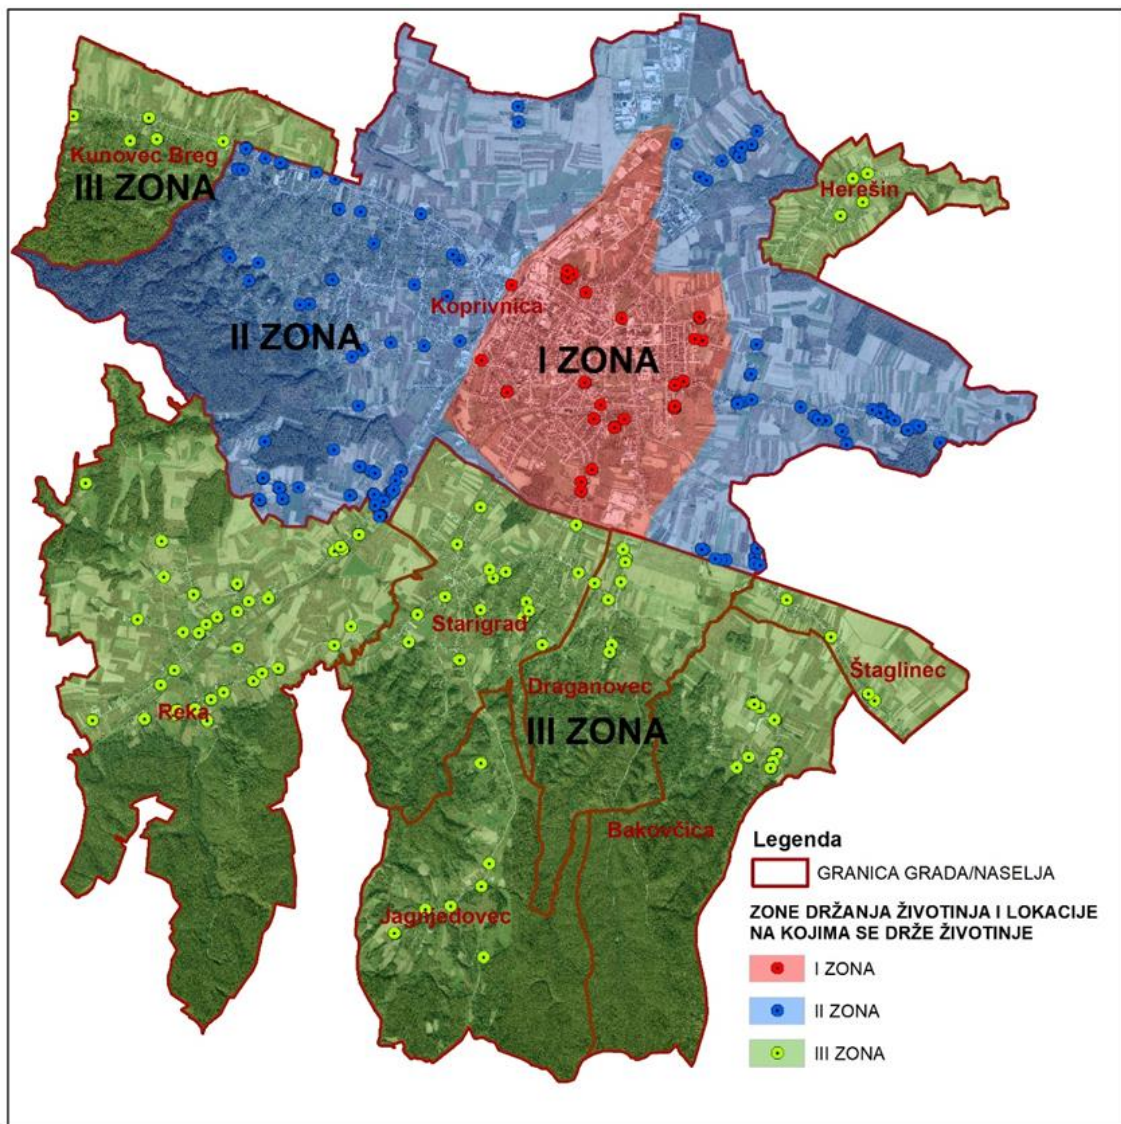 Kunovec Breg
III ZONA
Herešin
Koprivnica
II ZONA
I ZONA
Starigrad
Štaglinec
Draganovec
Reka
III ZONA
Bakovčica
Jagnjedovec
Legenda
GRANICA GRADA/NASELJA
ZONE DRŽANJA ŽIVOTINJA I LOKACIJE
NA KOJIMA SE DRŽE ŽIVOTINJE
I ZONA
II ZONA
III ZONA